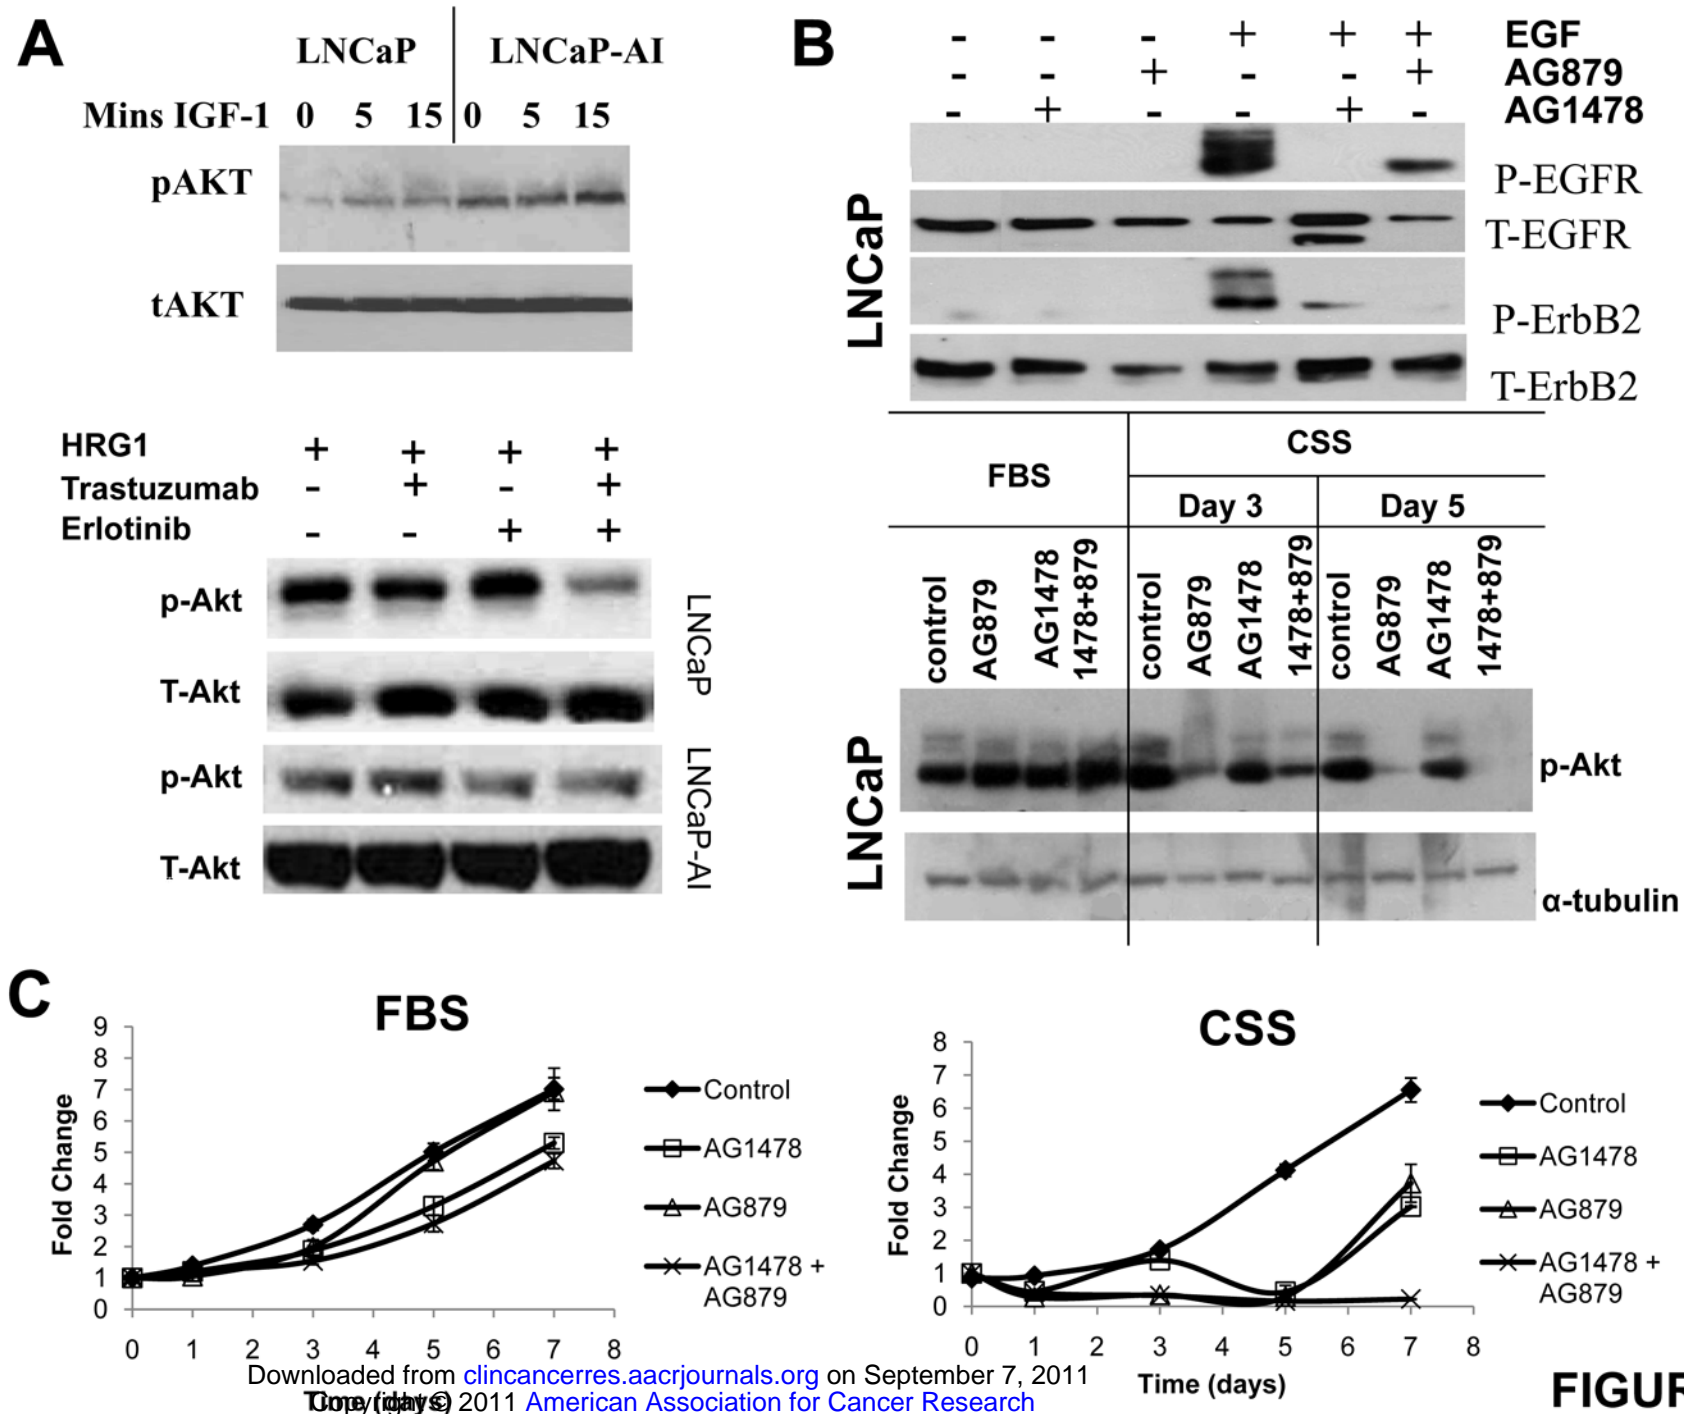 A
LNCaP LNCaP-AI
Mins IGF-1 0 5 15 0 5 15
pAKT
tAKT
HRG1 + + + +
Trastuzumab - + - +
Erlotinib - - + +
p-Akt
T-Akt
LNCaP
p-Akt
T-Akt
LNCaP-AI
B
- - - + + + EGF
- - + - - + AG879
- + - - + - AG1478
LNCaP
P-EGFR
T-EGFR
P-ErbB2
T-ErbB2
FBS CSS
Day 3 Day 5
control AG879 AG1478 1478+879 control AG879 AG1478 1478+879 control AG879 AG1478 1478+879
LNCaP
p-Akt
α-tubulin
C
FBS
Fold Change
9
8
7
6
5
4
3
2
1
0
0 1 2 3 4 5 6 7 8
Time (days)
Control
AG1478
AG879
AG1478 +
AG879
CSS
Fold Change
8
7
6
5
4
3
2
1
0
0 1 2 3 4 5 6 7 8
Time (days)
Control
AG1478
AG879
AG1478 +
AG879
Downloaded from clincancerres.aacrjournals.org on September 7, 2011
Copyright © 2011 American Association for Cancer Research
FIGUR